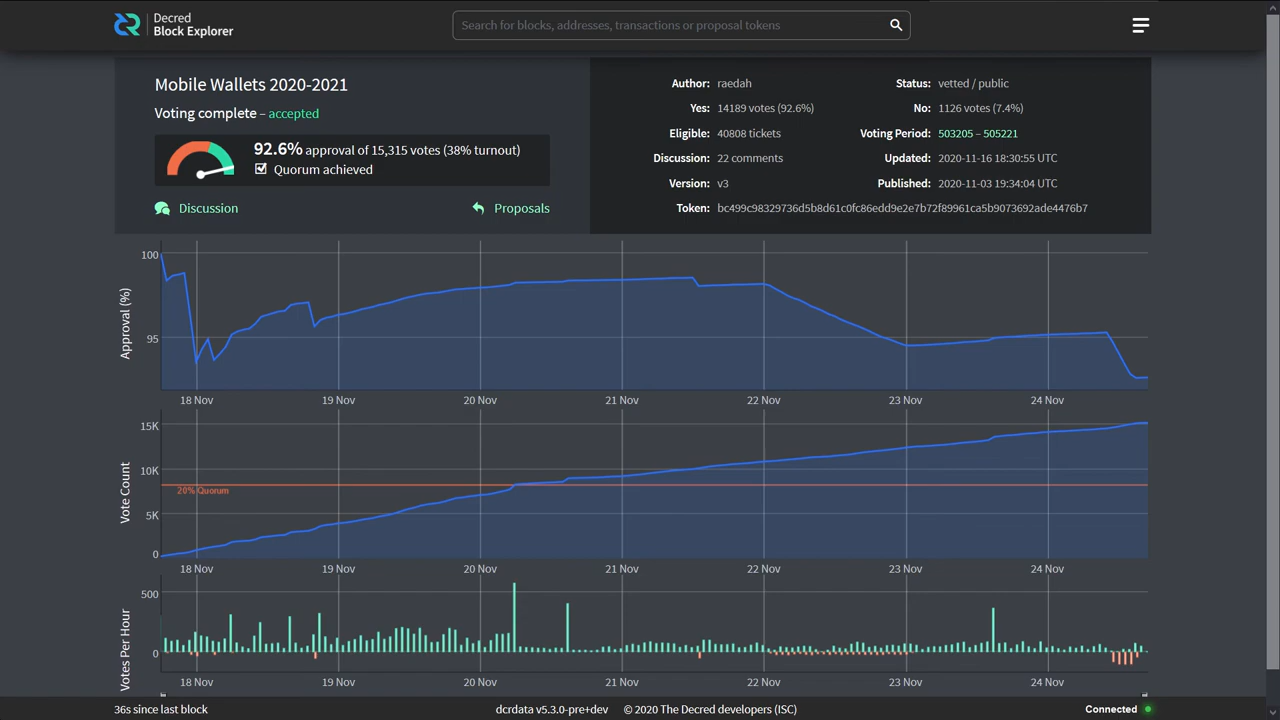 Decred
Block Explorer
Search for blocks, addresses, transactions or proposal tokens
Mobile Wallets 2020-2021
Voting complete – accepted
92.6% approval of 15,315 votes (38% turnout)
Quorum achieved
Discussion
Proposals
Author: raedah
Status: vetted / public
Yes: 14189 votes (92.6%)
No: 1126 votes (7.4%)
Eligible: 40808 tickets
Voting Period: 503205 – 505221
Discussion: 22 comments
Updated: 2020-11-16 18:30:55 UTC
Version: v3
Published: 2020-11-03 19:34:04 UTC
Token: bc499c98329736d5b8d61c0fc86edd9e2e7b72f89961ca5b9073692ade4476b7
Approval (%)
100
95
18 Nov 19 Nov 20 Nov 21 Nov 22 Nov 23 Nov 24 Nov
Vote Count
15K
10K
20% Quorum
5K
0
18 Nov 19 Nov 20 Nov 21 Nov 22 Nov 23 Nov 24 Nov
Votes Per Hour
500
0
18 Nov 19 Nov 20 Nov 21 Nov 22 Nov 23 Nov 24 Nov
36s since last block
dcrdata v5.3.0-pre+dev © 2020 The Decred developers (ISC)
Connected